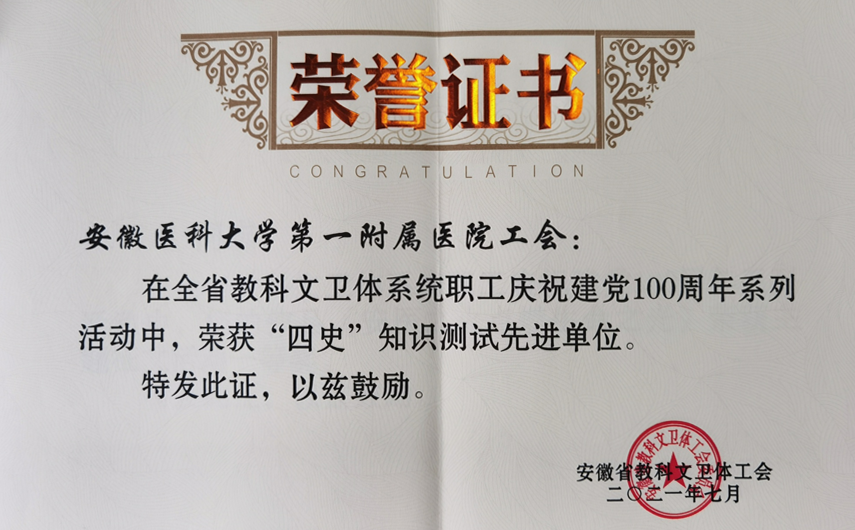 荣誉证书
CONGRATULATION
安徽医科大学第一附属医院工会：
在全省教科文卫体系统职工庆祝建党100周年系列
活动中，荣获“四史”知识测试先进单位。
特发此证，以兹鼓励。
安徽省教科文卫体工会
二〇二一年七月